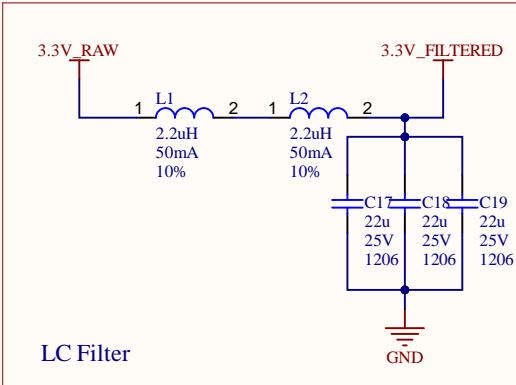 3.3V_RAW
3.3V_FILTERED
L1
L2
1
2
1
2
2.2uH
2.2uH
50mA
50mA
10%
10%
C17
C18
C19
22u
22u
22u
25V
25V
25V
1206
1206
1206
LC Filter
GND